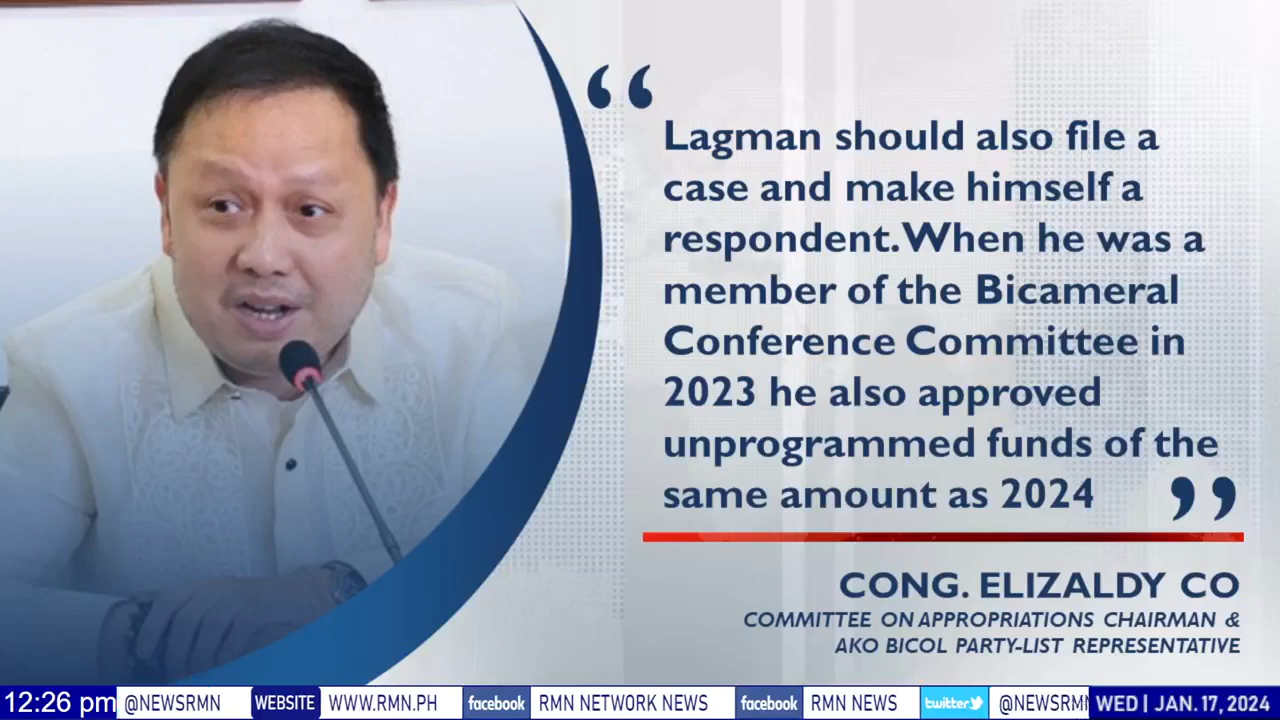 “
Lagman should also file a
case and make himself a
respondent. When he was a
member of the Bicameral
Conference Committee in
2023 he also approved
unprogrammed funds of the
same amount as 2024 ”
CONG. ELIZALDY CO
COMMITTEE ON APPROPRIATIONS CHAIRMAN &
AKO BICOL PARTY-LIST REPRESENTATIVE
12:26 pm @NEWSRMN WEBSITE WWW.RMN.PH facebook RMN NETWORK NEWS facebook RMN NEWS twitter @NEWSRMN WED | JAN. 17, 2024